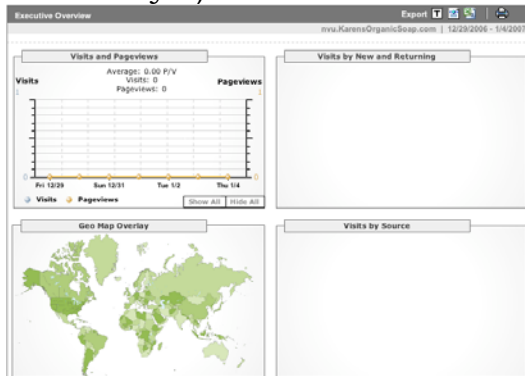 Executive Overview
Export T
nvu.KarensOrganicSoap.com | 12/29/2006 - 1/4/2007
Visits and Pageviews
Average: 0.00 P/V
Visits: 0
Pageviews: 0
Visits
Pageviews
1
1
0
0
Fri 12/29
Sun 12/31
Tue 1/2
Thu 1/4
Visits
Pageviews
Show All
Hide All
Visits by New and Returning
Geo Map Overlay
Visits by Source